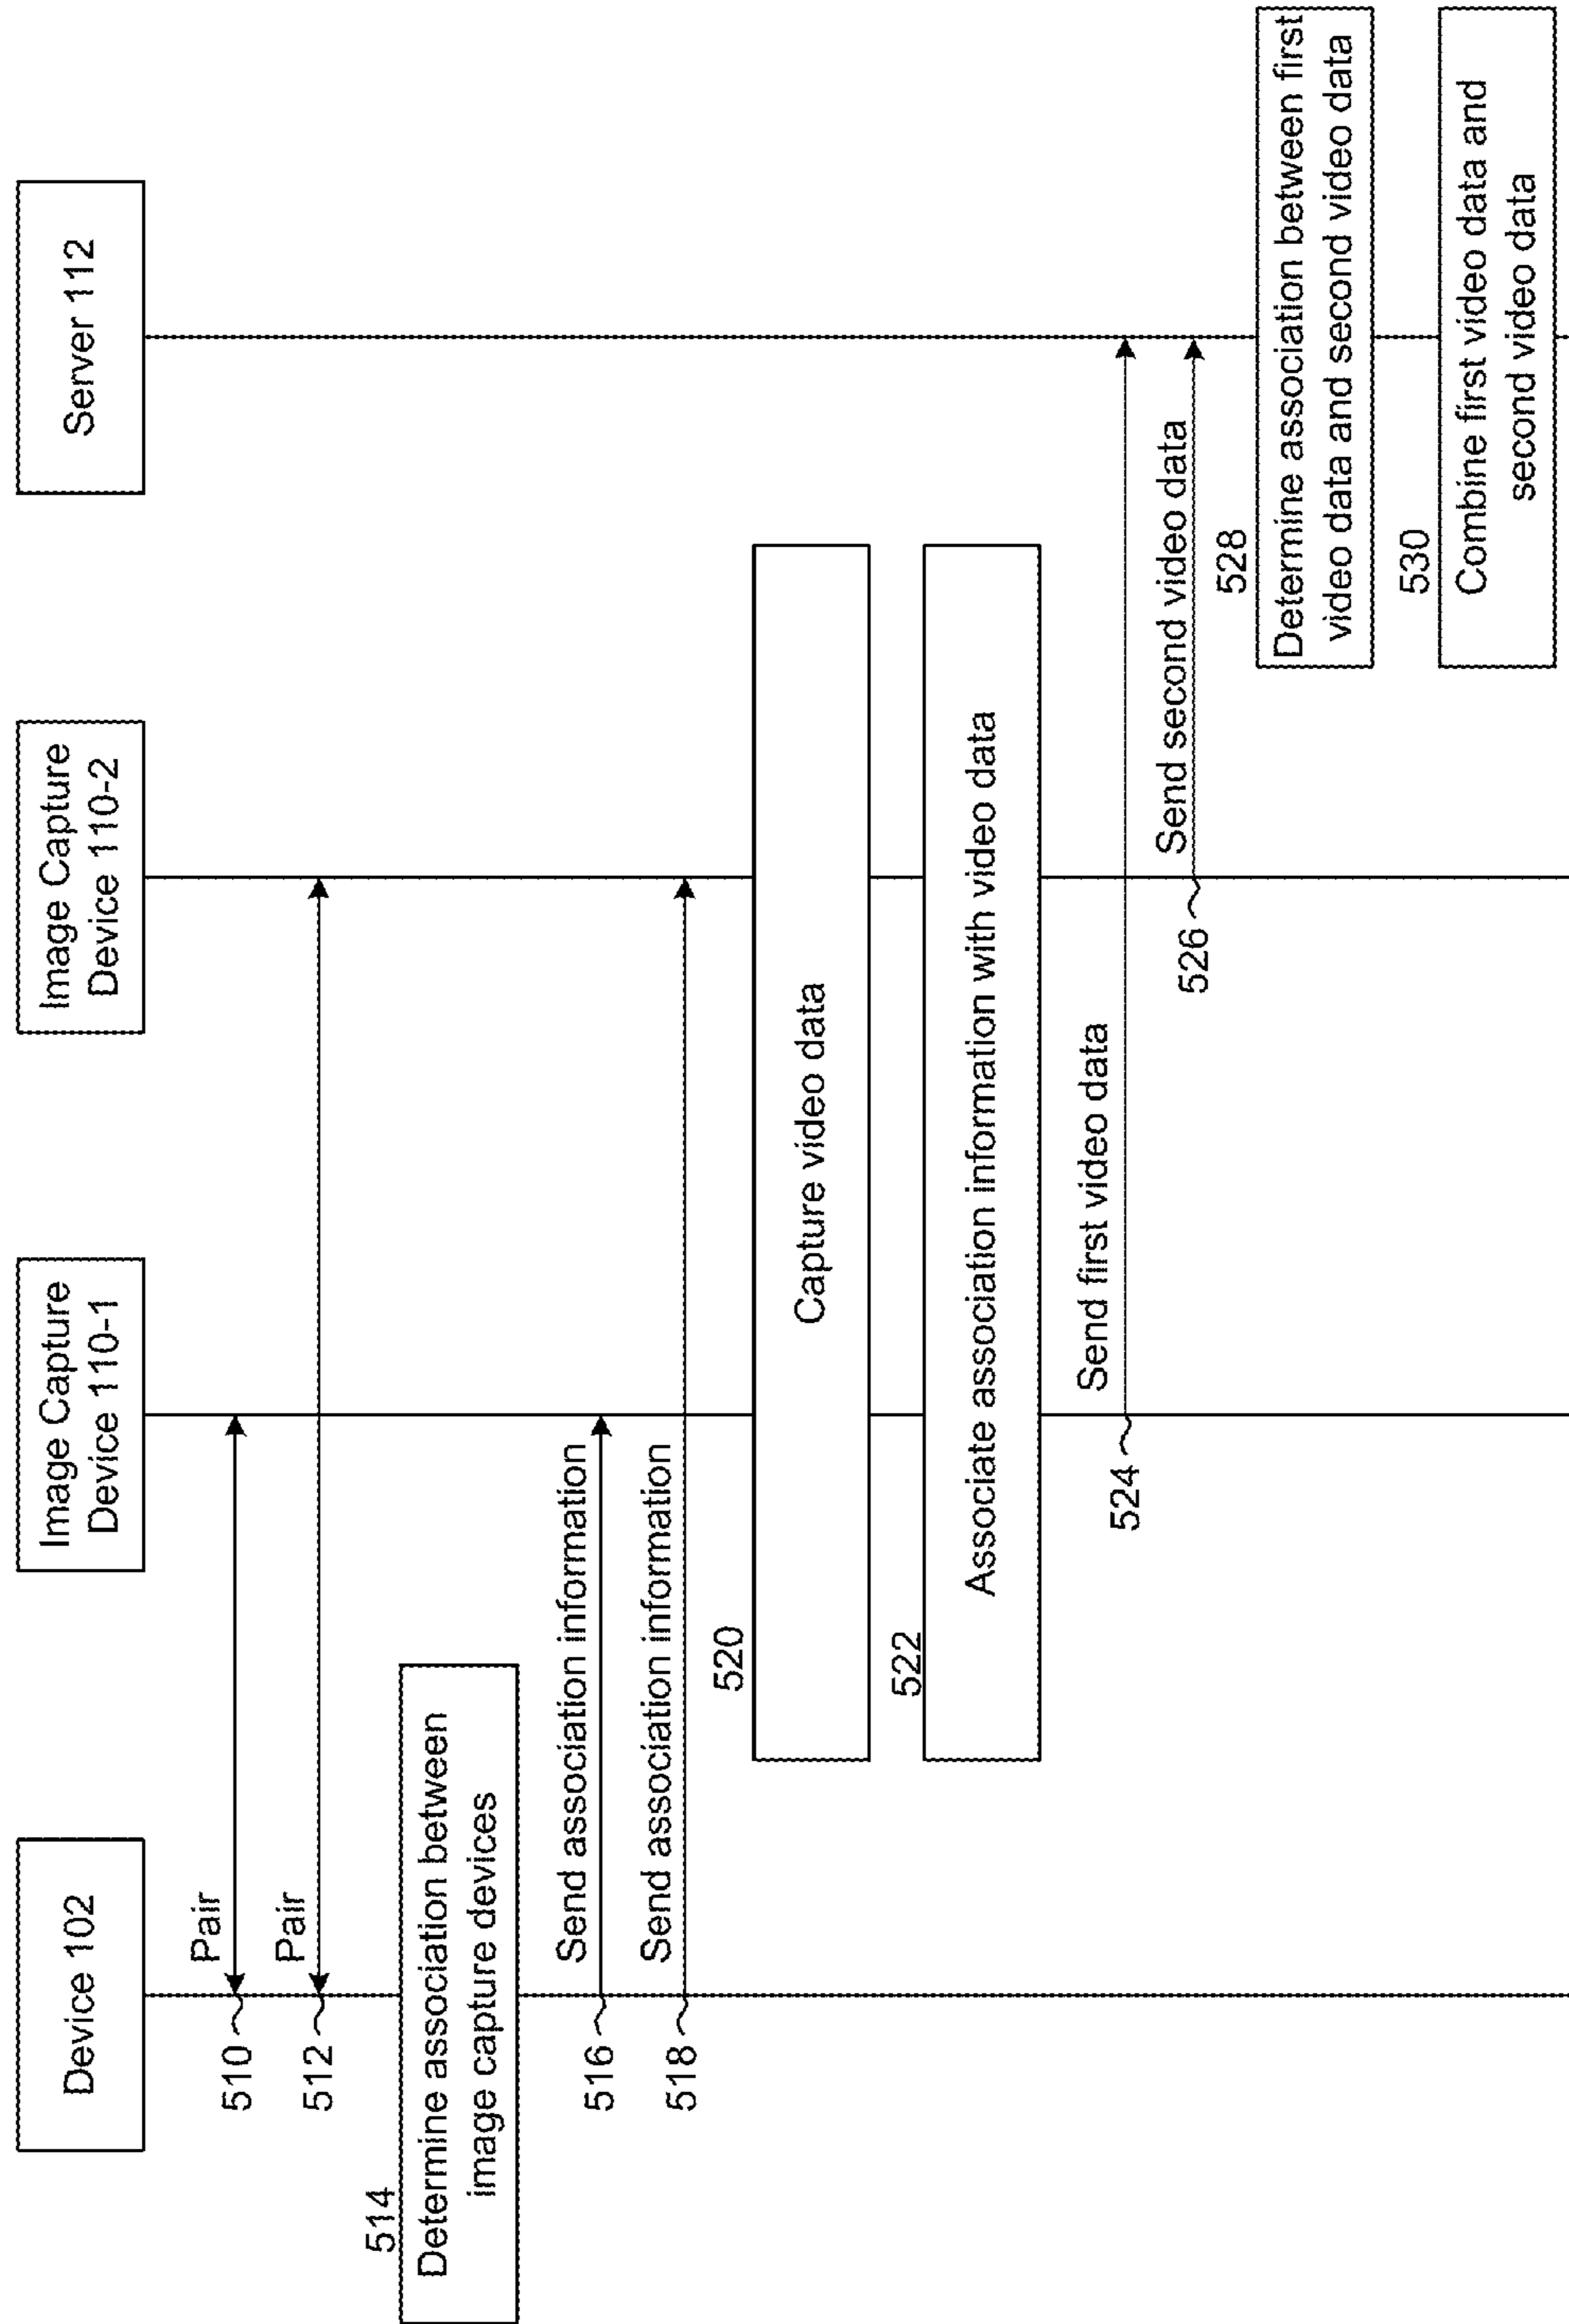 Device 102
Image Capture
Device 110-1
Image Capture
Device 110-2
Server 112
Pair
510
Pair
512
514
Determine association between
image capture devices
Send association information
516
Send association information
518
520
Capture video data
522
Associate association information with video data
Send first video data
524
Send second video data
526
528
Determine association between first
video data and second video data
530
Combine first video data and
second video data